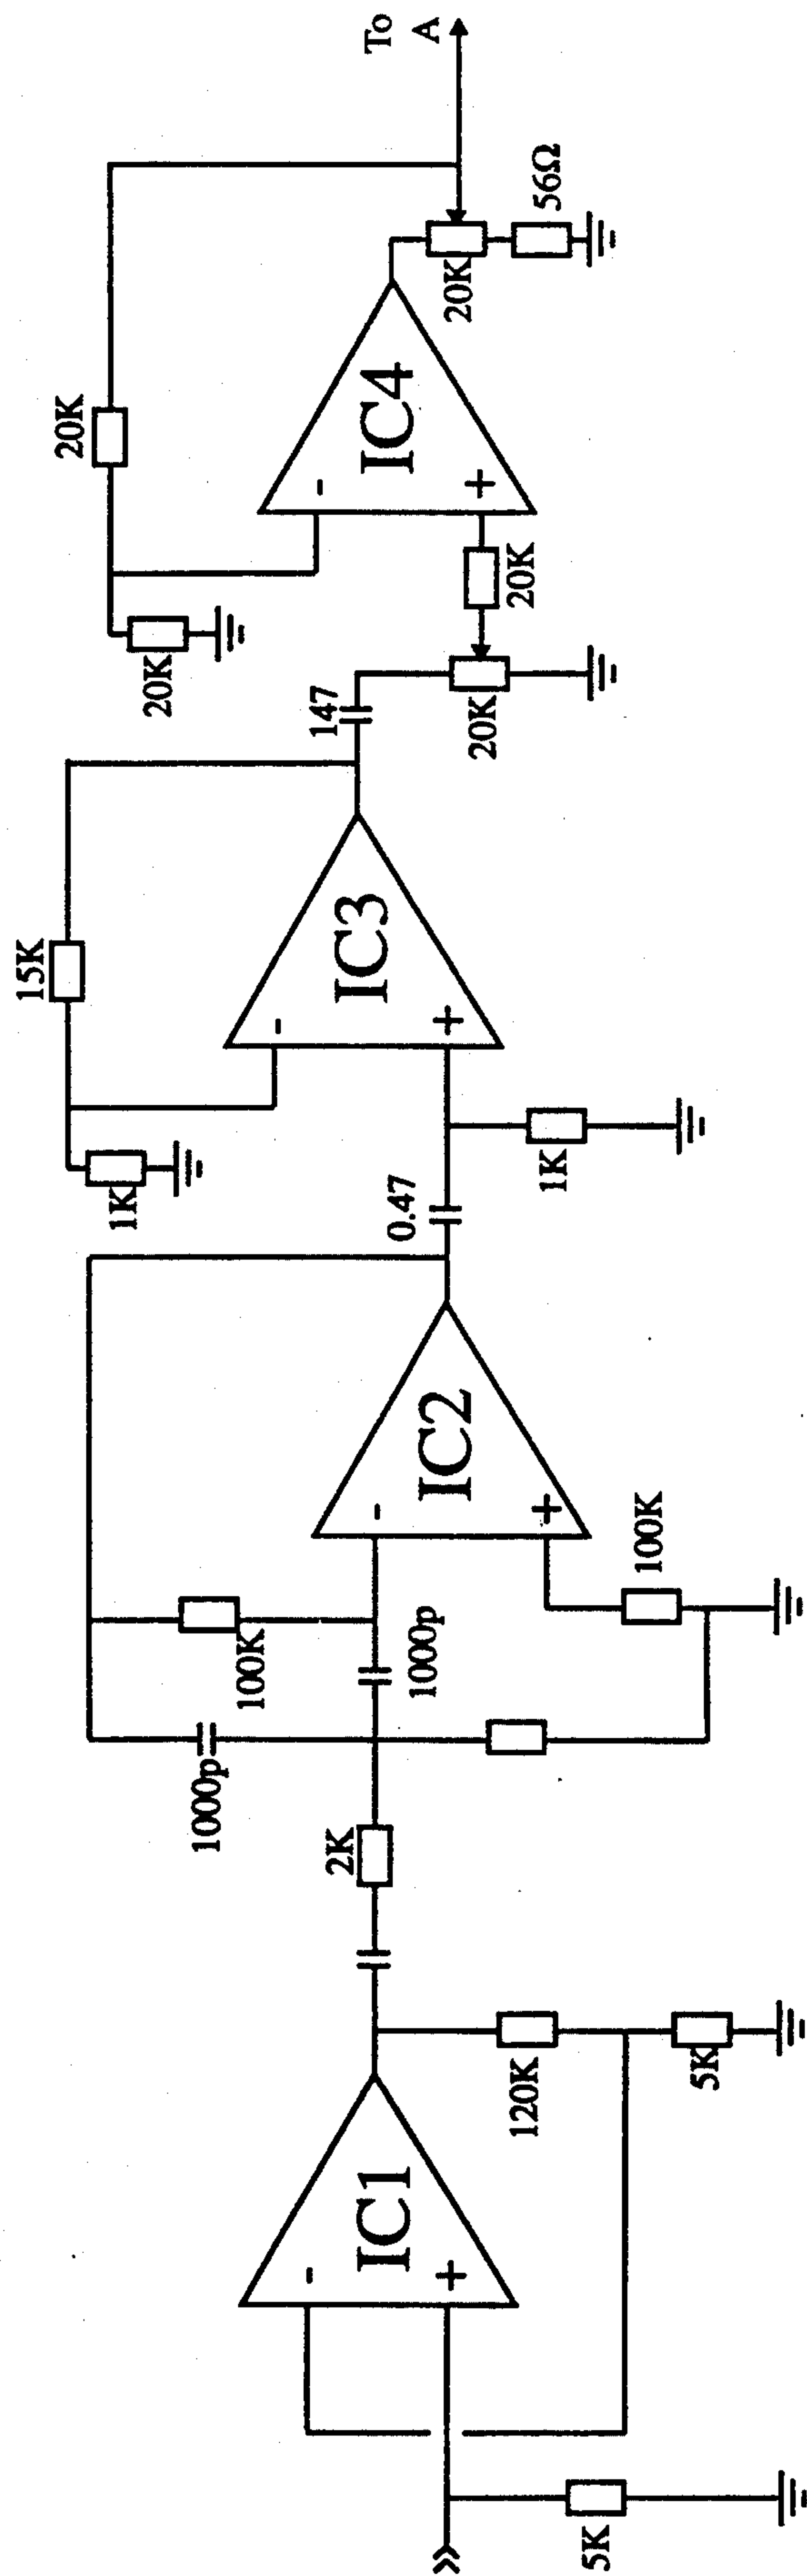 5K
-
+
IC1
120K
5K
2K
1000p
100K
1000p
-
+
IC2
100K
0.47
1K
1K
15K
-
+
IC3
147
20K
20K
20K
20K
-
+
IC4
20K
56Ω
To
A